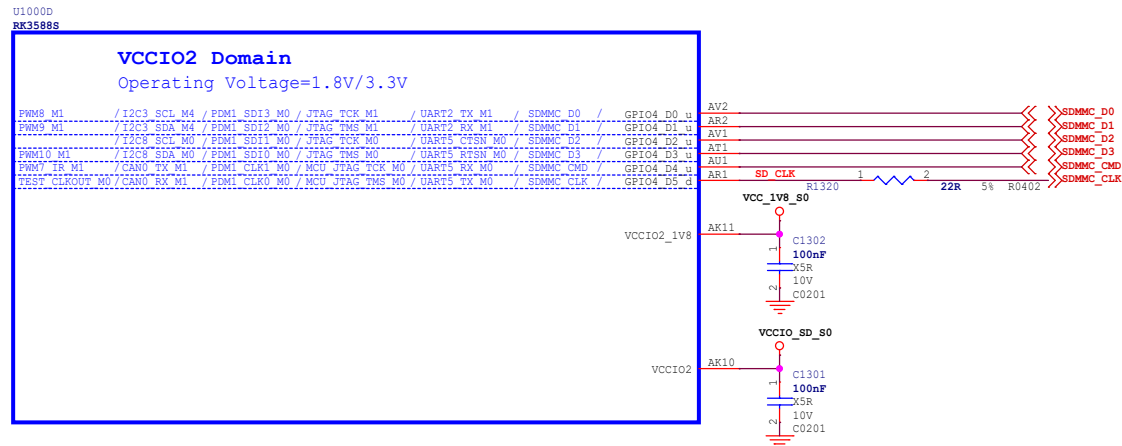 U1000D
RK3588S
VCCIO2 Domain
Operating Voltage=1.8V/3.3V
PWM8_M1 / I2C3_SCL_M4 / PDM1_SDI3_M0 / JTAG_TCK_M1 / UART2_TX_M1 / SDMMC_D0 / GPIO4_D0_u AV2 SDMMC_D0
PWM9_M1 / I2C3_SDA_M4 / PDM1_SDI2_M0 / JTAG_TMS_M1 / UART2_RX_M1 / SDMMC_D1 / GPIO4_D1_u AR2 SDMMC_D1
/ I2C8_SCL_M0 / PDM1_SDI1_M0 / JTAG_TCK_M0 / UART5_CTSN_M0 / SDMMC_D2 / GPIO4_D2_u AV1 SDMMC_D2
PWM10_M1 / I2C8_SDA_M0 / PDM1_SDI0_M0 / JTAG_TMS_M0 / UART5_RTSN_M0 / SDMMC_D3 / GPIO4_D3_u AT1 SDMMC_D3
PWM7_IR_M1 / CAN0_TX_M1 / PDM1_CLK1_M0 / MCU_JTAG_TCK_M0 / UART5_RX_M0 / SDMMC_CMD / GPIO4_D4_u AU1 SDMMC_CMD
TEST_CLKOUT_M0 / CAN0_RX_M1 / PDM1_CLK0_M0 / MCU_JTAG_TMS_M0 / UART5_TX_M0 / SDMMC_CLK / GPIO4_D5_d AR1 SD_CLK 1 2 SDMMC_CLK
R1320 22R 5% R0402
VCC_1V8_S0
VCCIO2_1V8 AK11
C1302
1
100nF
X5R
10V
2
C0201
VCCIO_SD_S0
VCCIO2 AK10
C1301
1
100nF
X5R
10V
2
C0201